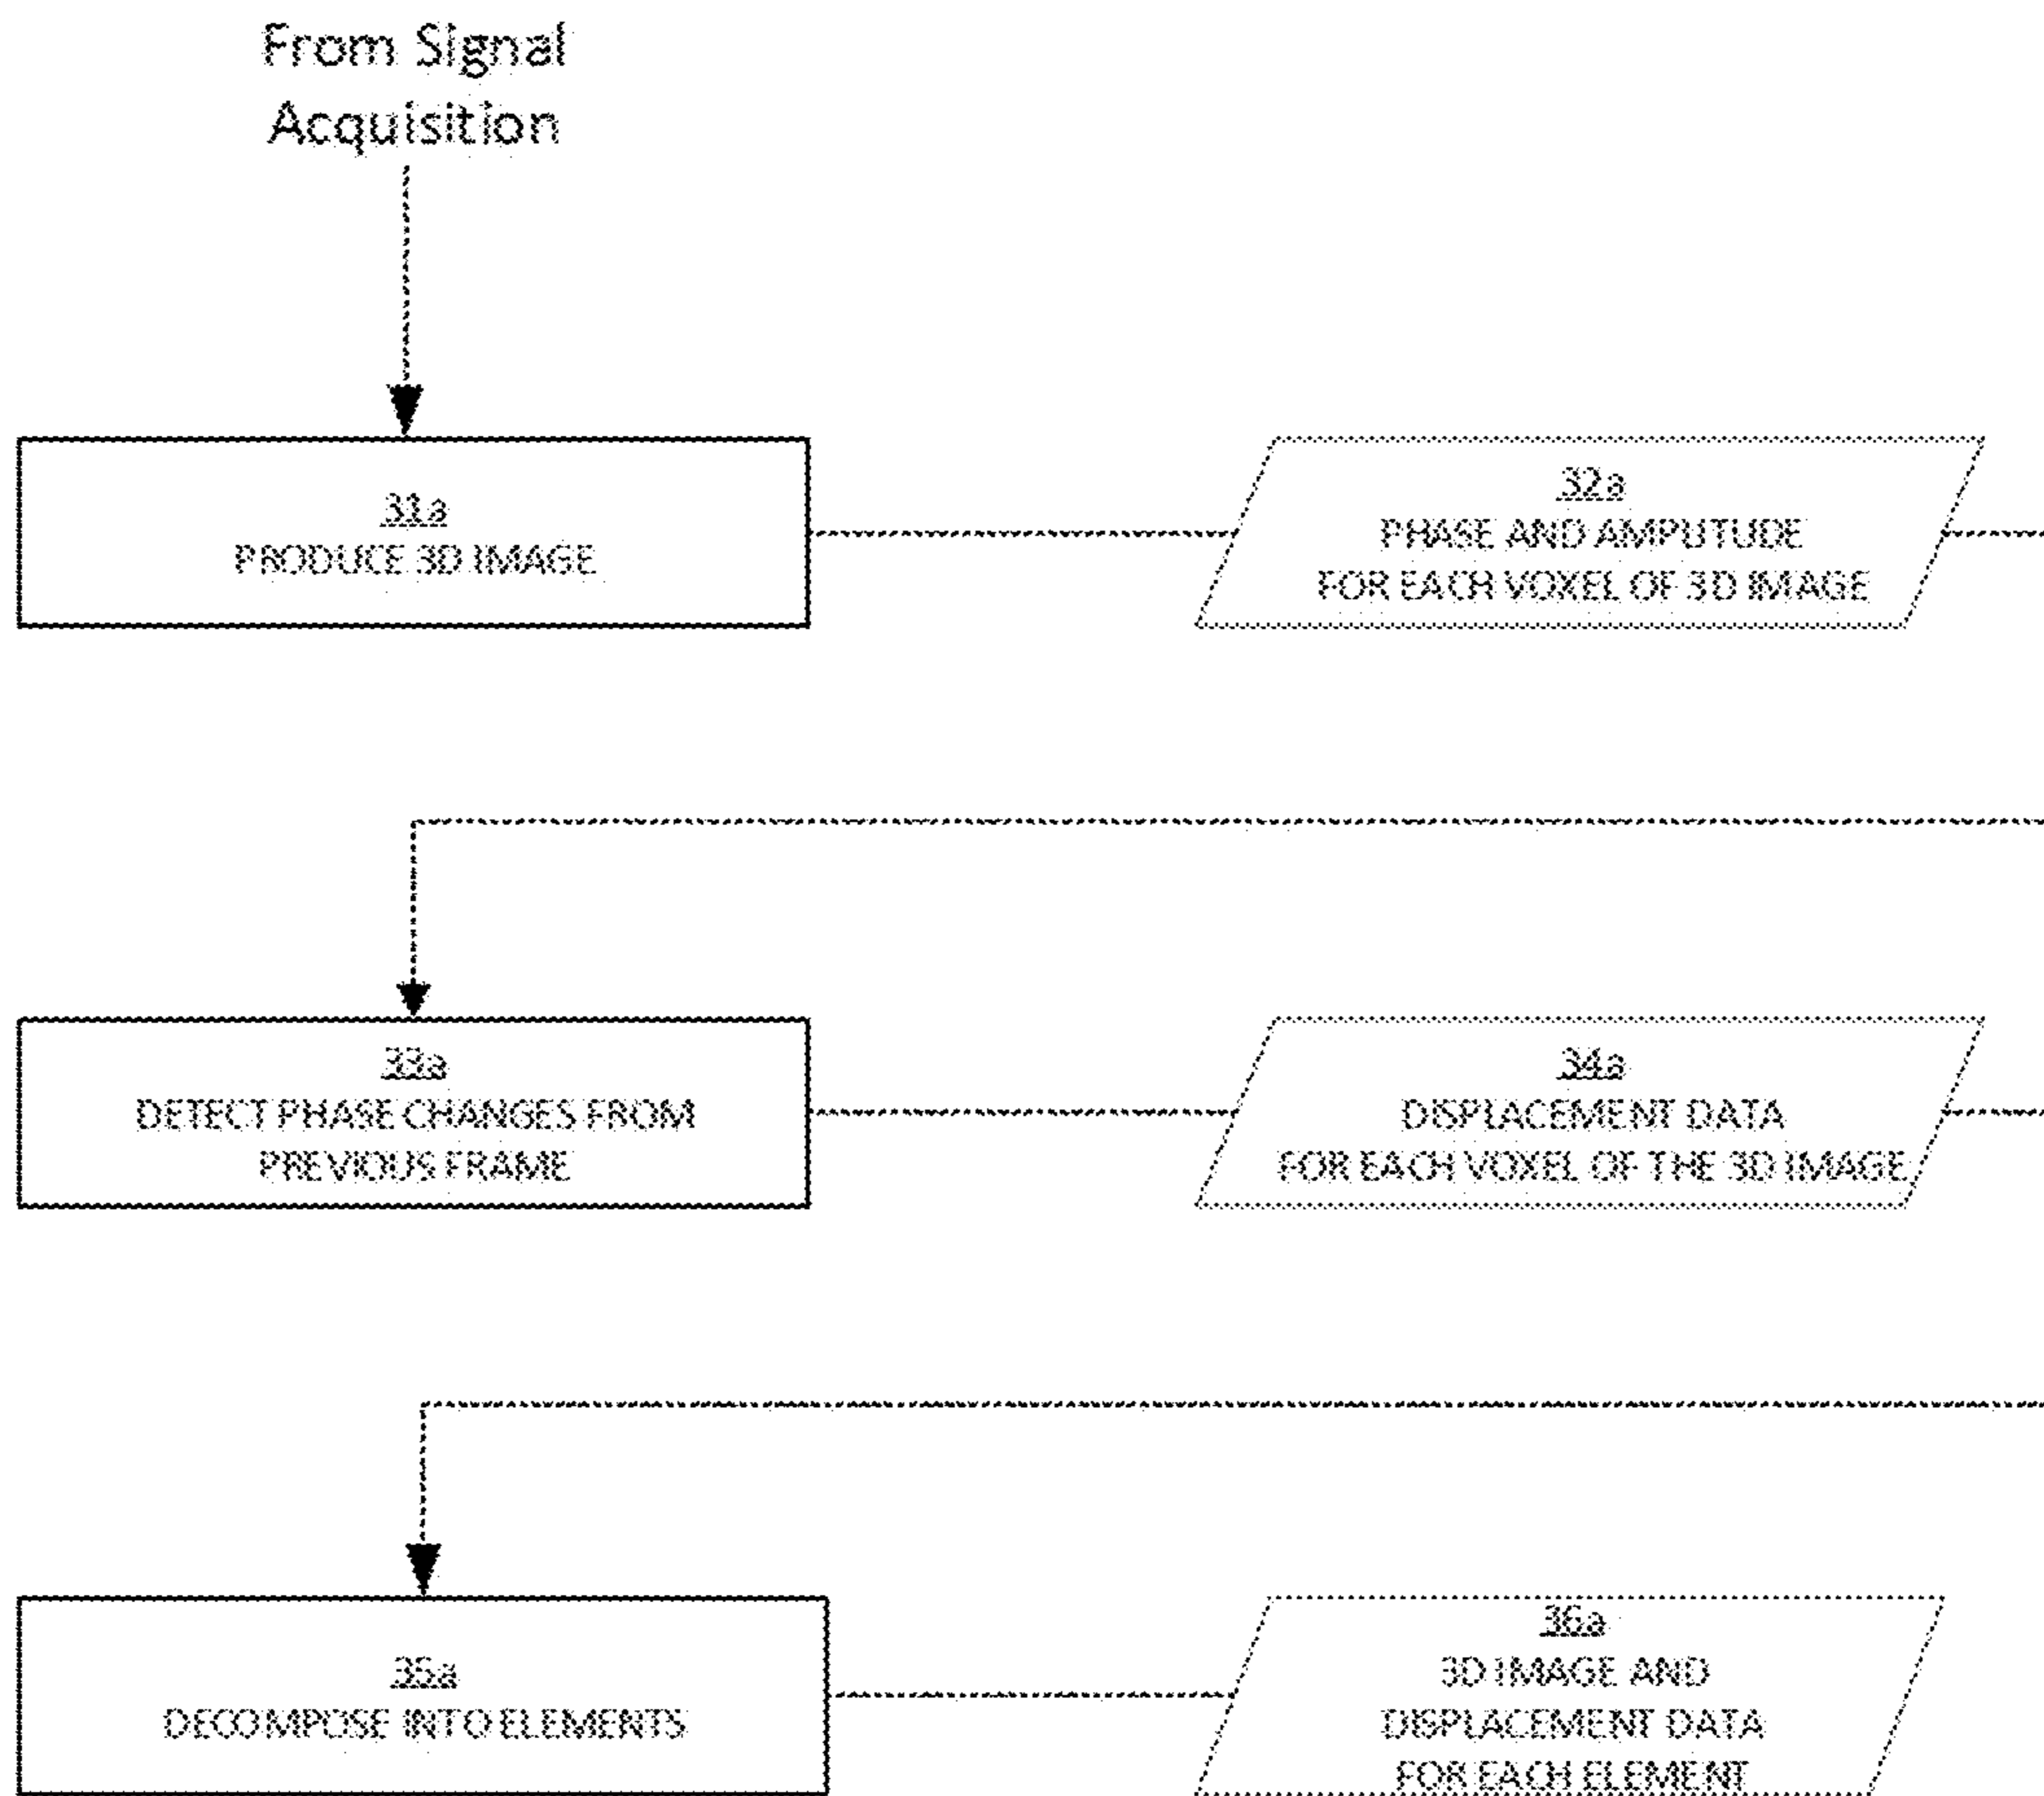 From Signal
Acquisition
31a
PRODUCE 3D IMAGE
32a
PHASE AND AMPUTUDE
FOR EACH VOXEL OF 3D IMAGE
33a
DETECT PHASE CHANGES FROM
PREVIOUS FRAME
34a
DISPLACEMENT DATA
FOR EACH VOXEL OF THE 3D IMAGE
35a
DECOMPOSE INTO ELEMENTS
36a
3D IMAGE AND
DISPLACEMENT DATA
FOR EACH ELEMENT